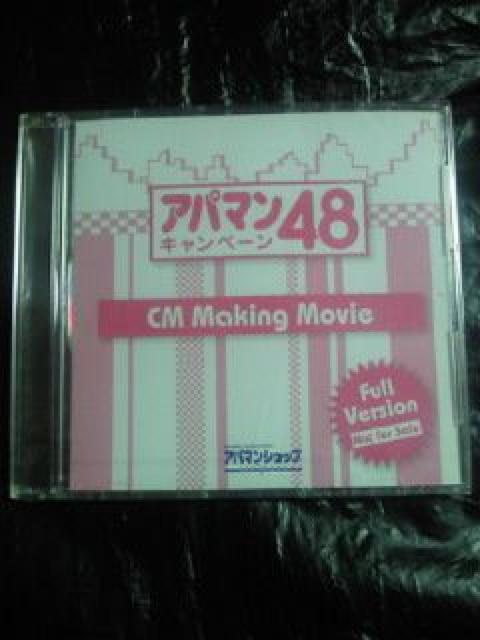 アパマン48
キャンペーン
CM Making Movie
Full
Version
Not for Sale
アパマンショップ